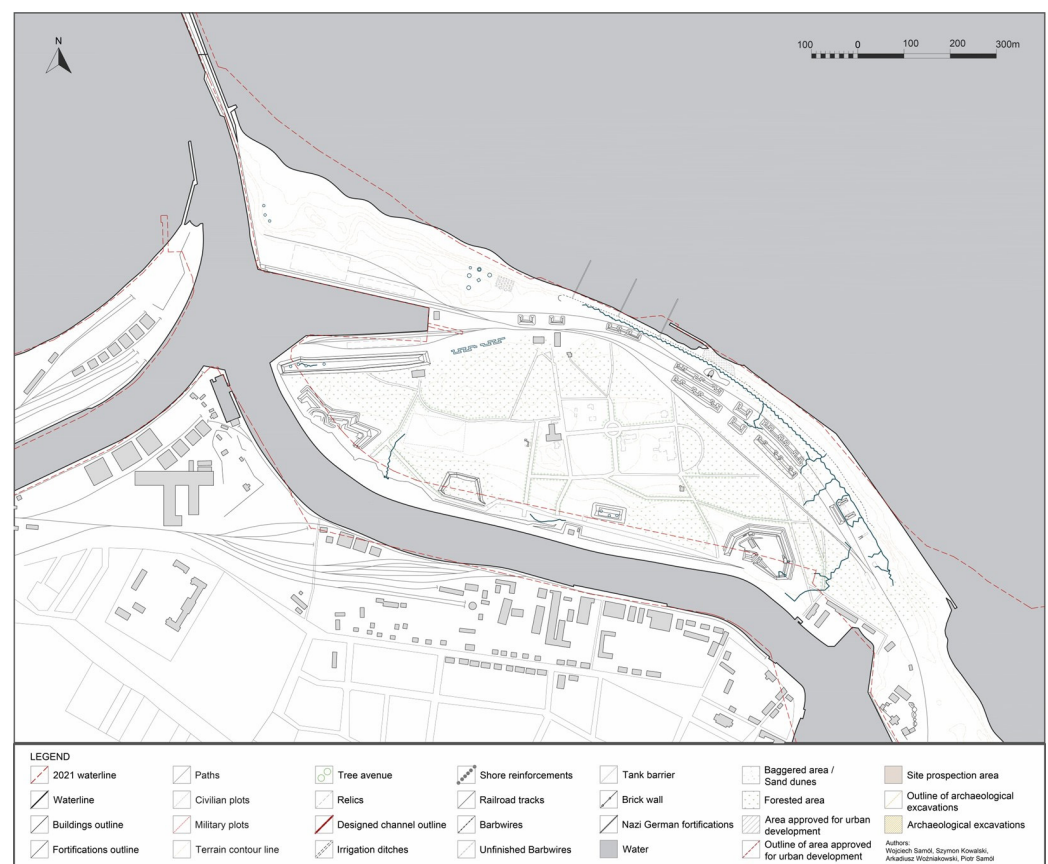 N
100 0 100 200 300m
LEGEND
2021 waterline
Waterline
Buildings outline
Fortifications outline
Paths
Civilian plots
Military plots
Terrain contour line
Tree avenue
Relics
Designed channel outline
Irrigation ditches
Shore reinforcements
Railroad tracks
Barbwires
Unfinished Barbwires
Tank barrier
Brick wall
Nazi German fortifications
Water
Baggered area /
Sand dunes
Forested area
Area approved for urban
development
Outline of area approved
for urban development
Site prospection area
Outline of archaeological
excavations
Archaeological excavations
Authors:
Wojciech Samól, Szymon Kowalski,
Arkadiusz Woźniakowski, Piotr Samól